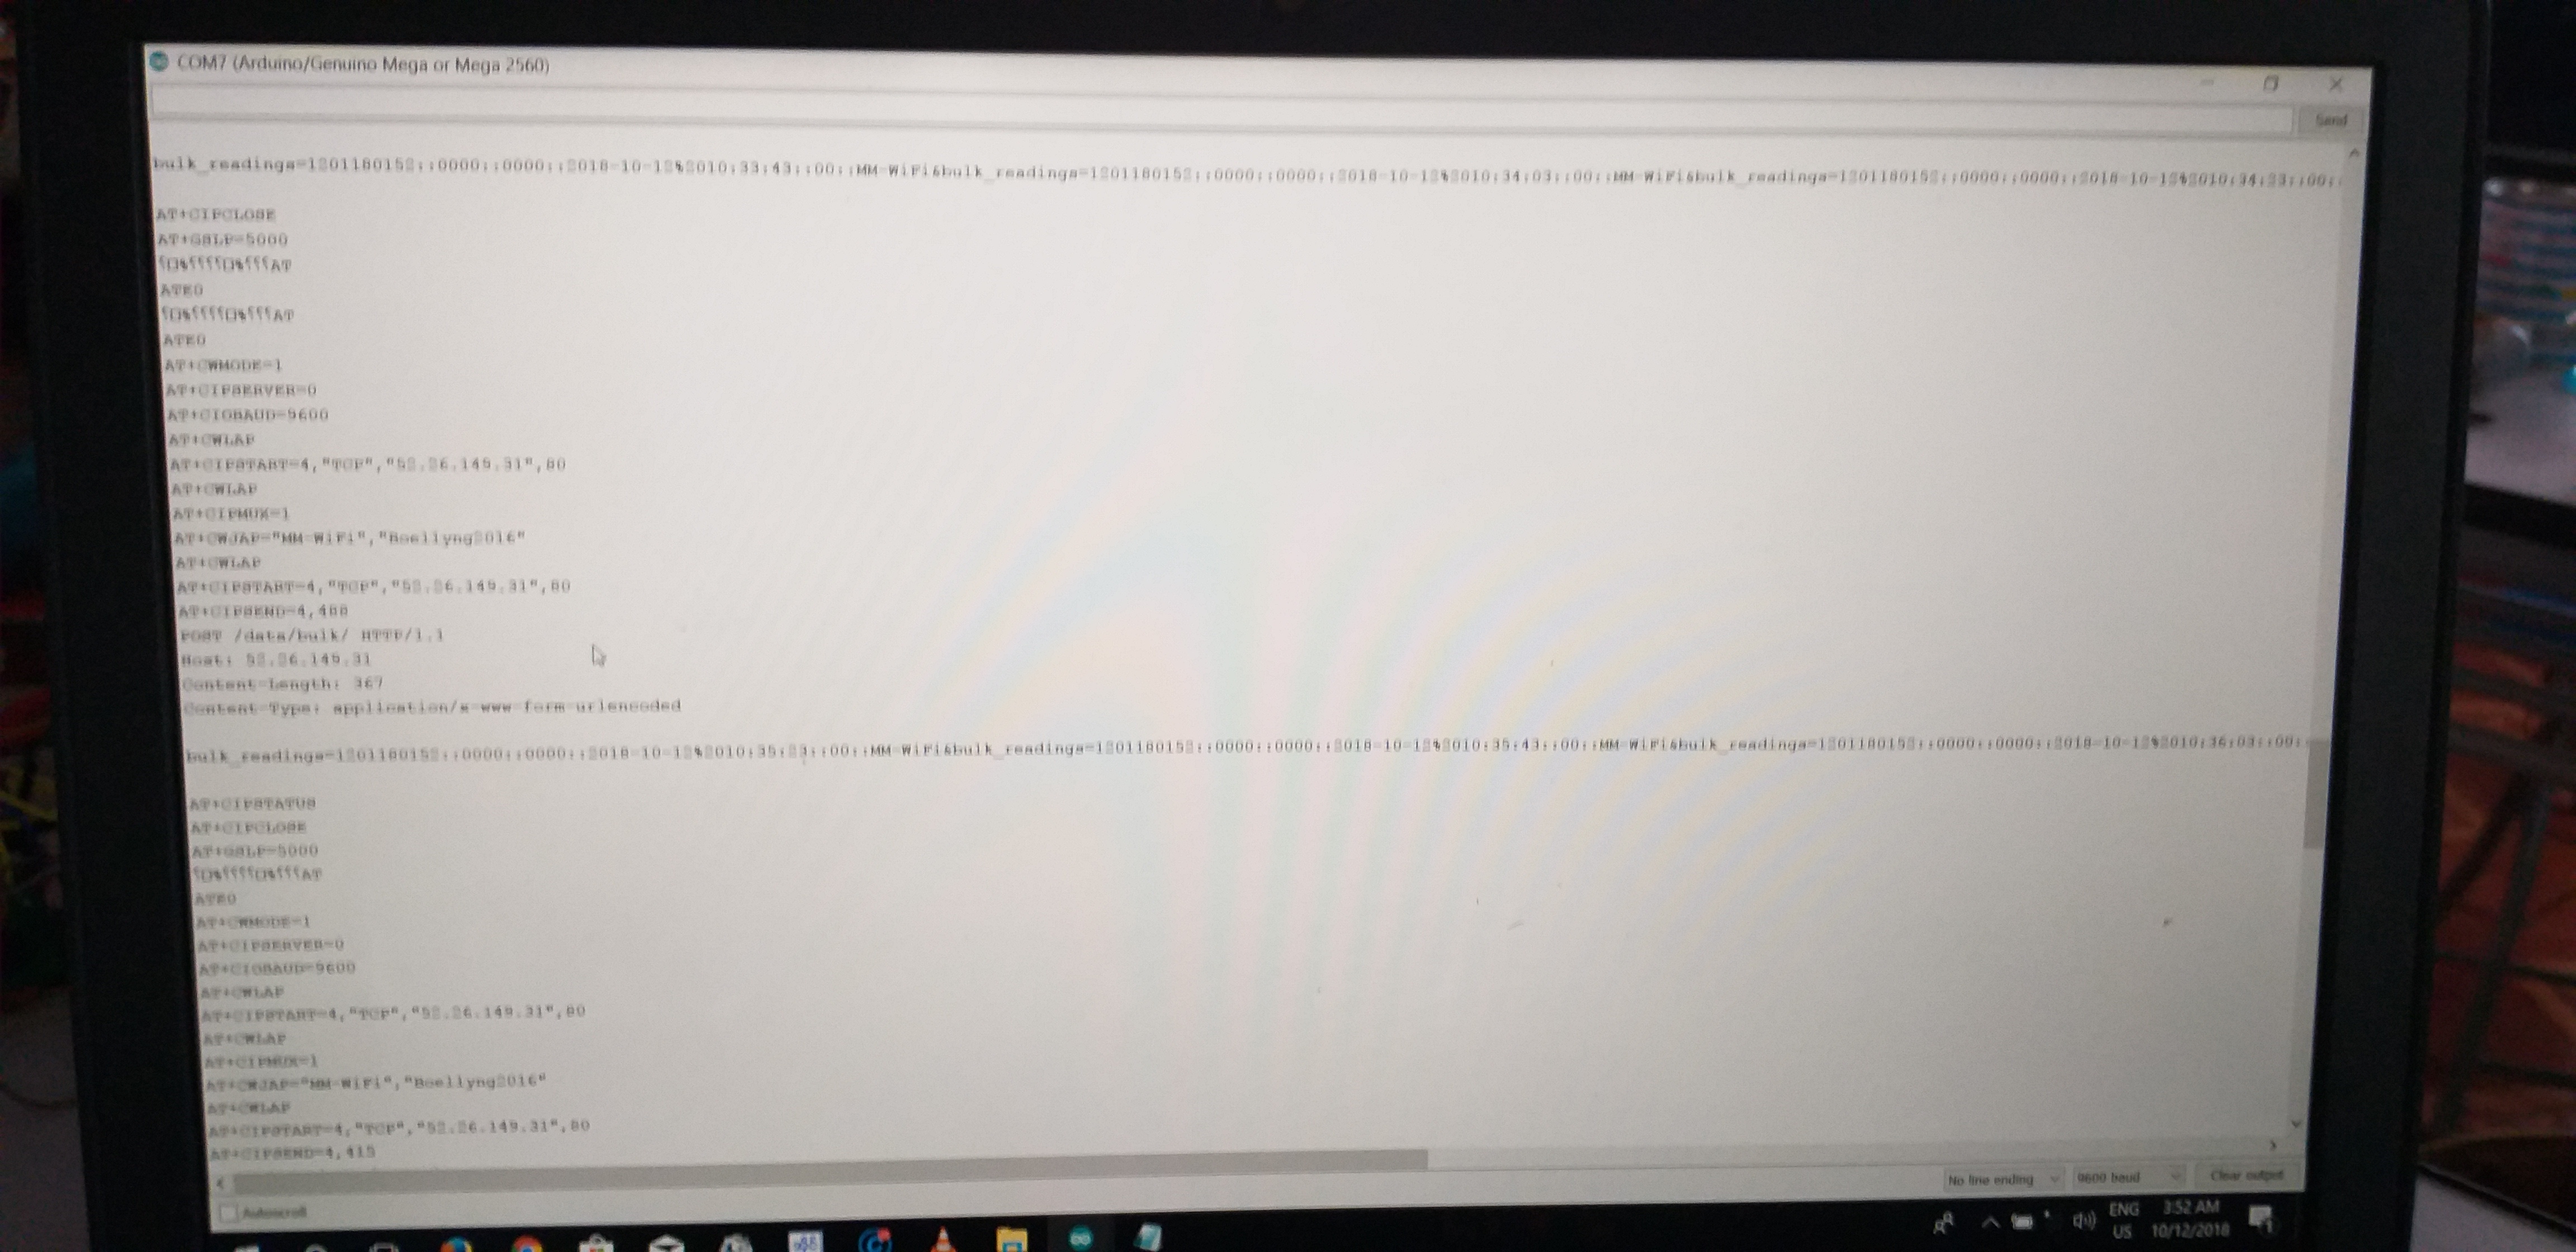 COM7 (Arduino/Genuino Mega or Mega 2560)
Send
bulk_readings=1201180152::0000::0000::2018-10-12%2010:33:43::00::MM-WiFi&bulk_readings=1201180152::0000::0000::2018-10-12%2010:34:03::00::MM-WiFi&bulk_readings=1201180152::0000::0000::2018-10-12%2010:34:23::00::
AT+CIPCLOSE
AT+GSLP=5000
AT
ATE0
AT
ATE0
AT+CWMODE=1
AT+CIPSERVER=0
AT+CIOBAUD=9600
AT+CWLAP
AT+CIPSTART=4,"TCP","52.26.149.31",80
AT+CWLAP
AT+CIPMUX=1
AT+CWJAP="MM-WiFi","Boellyng2016"
AT+CWLAP
AT+CIPSTART=4,"TCP","52.26.149.31",80
AT+CIPSEND=4,488
POST /data/bulk/ HTTP/1.1
Host: 52.26.149.31
Content-Length: 367
Content-Type: application/x-www-form-urlencoded
bulk_readings=1201180152::0000::0000::2018-10-12%2010:35:23::00::MM-WiFi&bulk_readings=1201180152::0000::0000::2018-10-12%2010:35:43::00::MM-WiFi&bulk_readings=1201180152::0000::0000::2018-10-12%2010:36:03::00::
AT+CIPSTATUS
AT+CIPCLOSE
AT+GSLP=5000
AT
ATE0
AT+CWMODE=1
AT+CIPSERVER=0
AT+CIOBAUD=9600
AT+CWLAP
AT+CIPSTART=4,"TCP","52.26.149.31",80
AT+CWLAP
AT+CIPMUX=1
AT+CWJAP="MM-WiFi","Boellyng2016"
AT+CWLAP
AT+CIPSTART=4,"TCP","52.26.149.31",80
AT+CIPSEND=4,415
No line ending
9600 baud
Clear output
Autoscroll
ENG 3:52 AM
US 10/12/2018